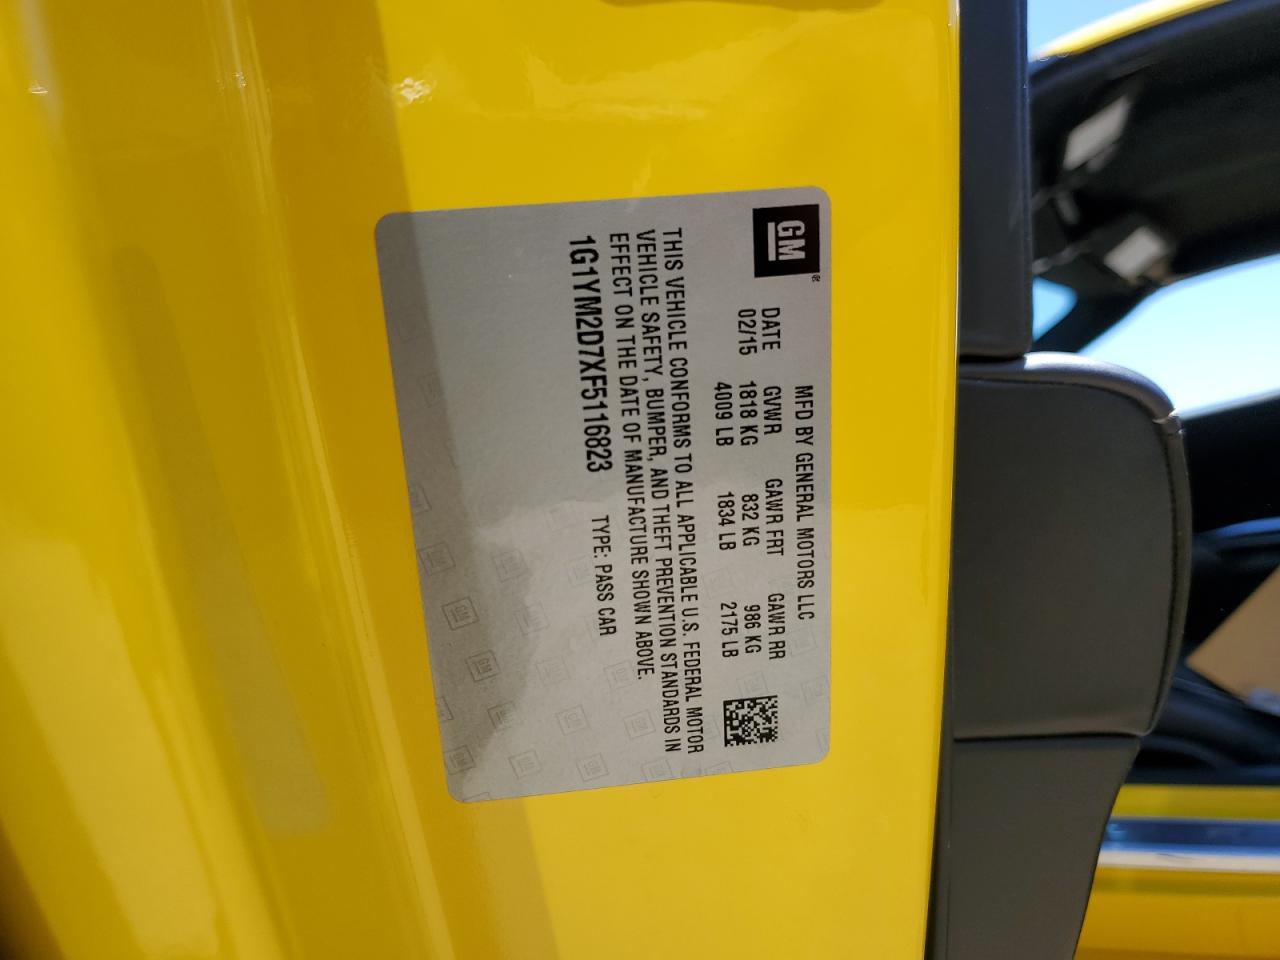 GM®
MFD BY GENERAL MOTORS LLC
DATE GVWR GAWR FRT GAWR RR
02/15 1818 KG 832 KG 986 KG
4009 LB 1834 LB 2175 LB
THIS VEHICLE CONFORMS TO ALL APPLICABLE U.S. FEDERAL MOTOR
VEHICLE SAFETY, BUMPER, AND THEFT PREVENTION STANDARDS IN
EFFECT ON THE DATE OF MANUFACTURE SHOWN ABOVE.
1G1YM2D7XF5116823 TYPE: PASS CAR